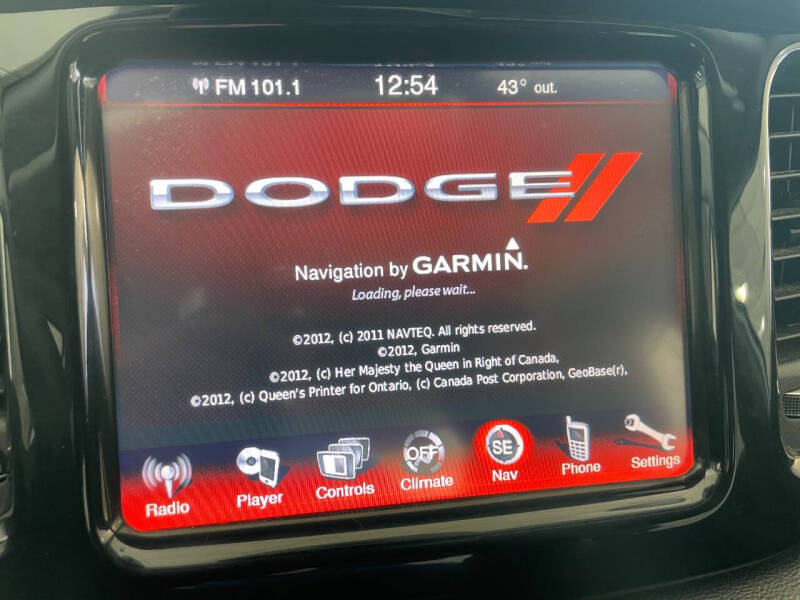 FM 101.1 12:54 43° out.
DODGE
Navigation by GARMIN.
Loading, please wait...
©2012, (c) 2011 NAVTEQ. All rights reserved.
©2012, Garmin
©2012, (c) Her Majesty the Queen in Right of Canada,
©2012, (c) Queen's Printer for Ontario, (c) Canada Post Corporation, GeoBase(r),
OFF SE
Radio Player Controls Climate Nav Phone Settings